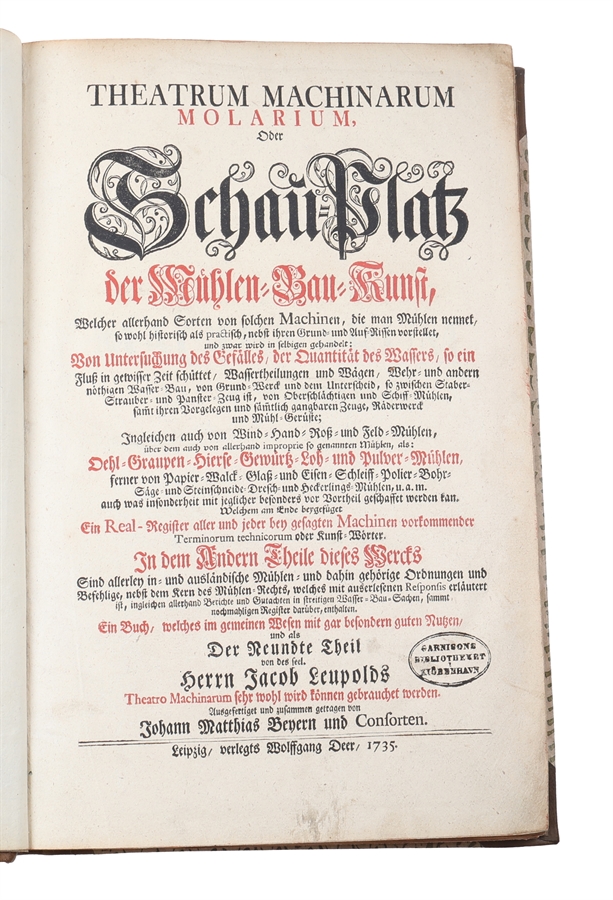 THEATRUM MACHINARUM
MOLARIUM,
Oder
Schau-Platz
der Mühlen-Bau-Kunst,
Welcher allerhand Sorten von solchen Machinen, die man Mühlen nennet,
so wohl historisch als practisch, nebst ihren Grund- und Auf-Rissen vorstellet,
und zwar wird in selbigen gehandelt:
Von Untersuchung des Gefälles, der Quantität des Wassers, so ein
Fluß in gewisser Zeit schüttet, Wassertheilungen und Wägen, Wehr- und andern
nöthigen Wasser-Bau, von Grund-Werck und dem Unterscheid, so zwischen Staber-
Strauber- und Panster-Zeug ist, von Oberschlächtigen und Schiff-Mühlen,
samt ihren Vorgelegen und sämtlich gangbaren Zeuge, Räderwerck
und Mühl-Gerüste;
Ingleichen auch von Wind-Hand-Roß- und Feld-Mühlen,
über dem auch von allerhand improprie so genannten Mühlen, als:
Oehl-Graupen-Hierse-Gewürtz-Loh- und Pulver-Mühlen,
ferner von Papier-Walck-Glaß- und Eisen-Schleiff-Polier-Bohr-
Säge- und Steinschneide-Dresch- und Heckerlings-Mühlen, u. a. m.
auch was insonderheit mit jeglicher besonders vor Vortheil geschaffet werden kan.
Welchem am Ende beygefüget
Ein Real-Register aller und jeder bey gesagten Machinen vorkommender
Terminorum technicorum oder Kunst-Wörter.
In dem Andern Theile dieses Wercks
Sind allerley in- und ausländische Mühlen- und dahin gehörige Ordnungen und
Befehlige, nebst dem Kern des Mühlen-Rechts, welches mit auserlesenen Responsis erläutert
ist, ingleichen allerhand Berichte und Gutachten in streitigen Wasser-Bau-Sachen, sammt
nochmahligen Register darüber, enthalten.
Ein Buch, welches im gemeinen Wesen mit gar besondern guten Nutzen,
und als
Der Neundte Theil
von des seel.
Herrn Jacob Leupolds
Theatro Machinarum sehr wohl wird können gebrauchet werden.
Ausgefertiget und zusammen getragen von
Johann Matthias Beyern und Consorten.
Leipzig, verlegts Wolffgang Deer, 1735.
GARNISONS
BIBLIOTHEKET
I
KIÖBENHAVN